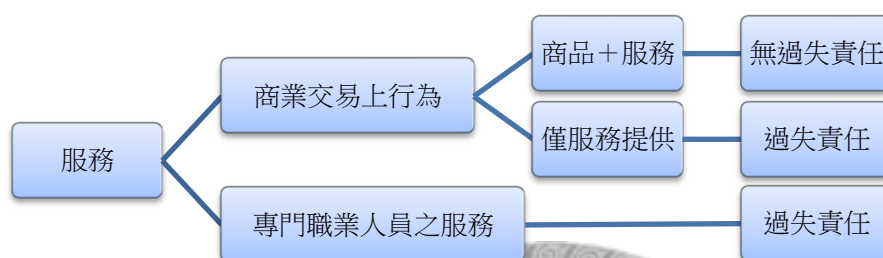 服務
商業交易上行為
商品＋服務
無過失責任
僅服務提供
過失責任
專門職業人員之服務
過失責任